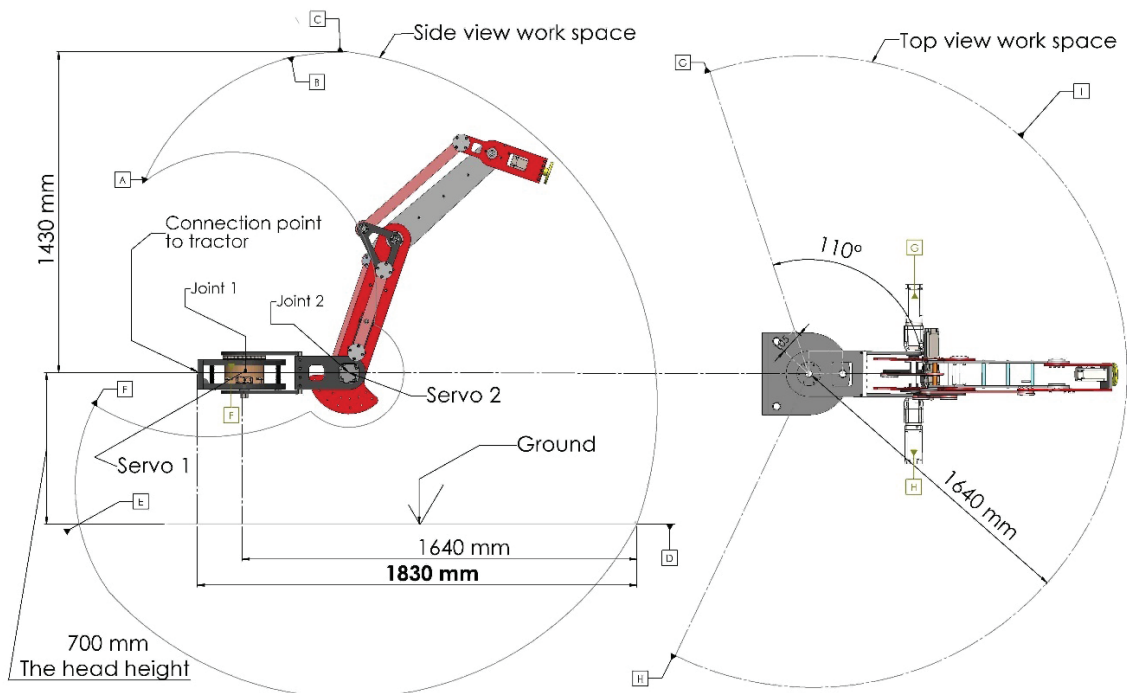 C
Side view work space
B
1430 mm
A
Connection point
to tractor
Joint 1
Joint 2
F
F
Servo 2
Servo 1
Ground
E
D
1640 mm
1830 mm
700 mm
The head height
Top view work space
G
I
110°
G
H
1640 mm
H